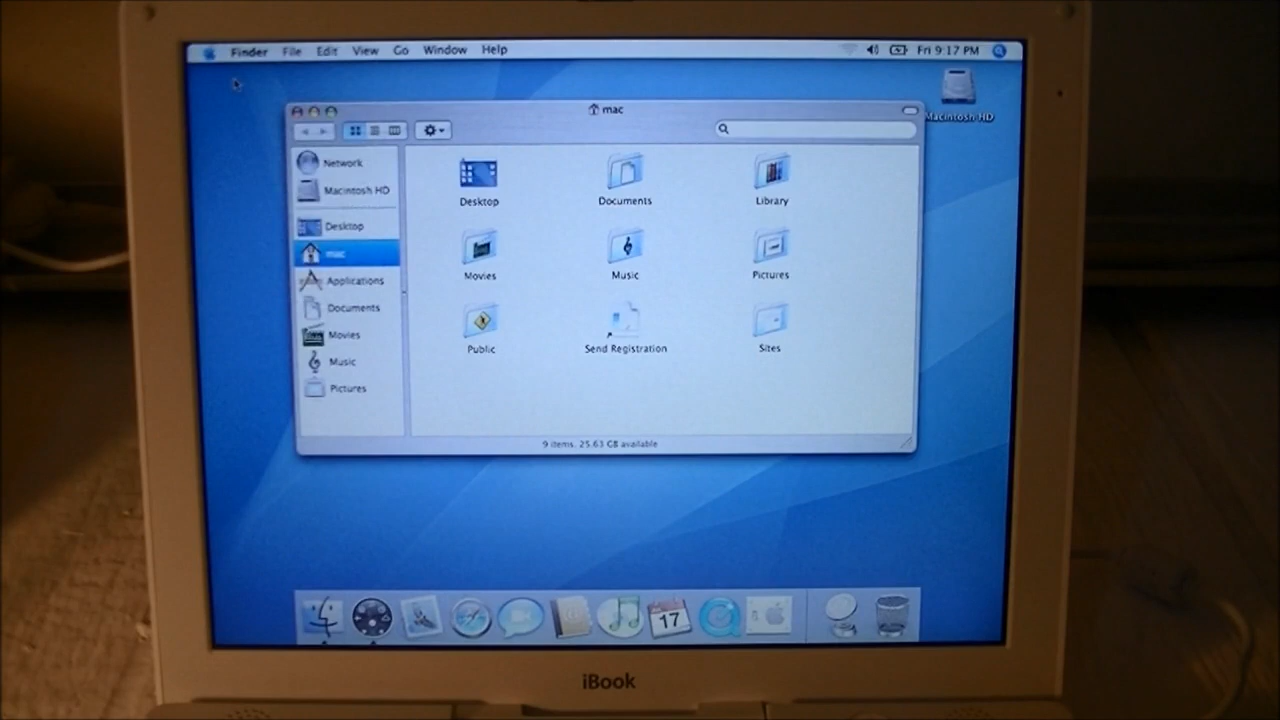 Finder File Edit View Go Window Help Fri 9:17 PM
Macintosh HD
mac
Network
Macintosh HD
Desktop
mac
Applications
Documents
Movies
Music
Pictures
Desktop Documents Library
Movies Music Pictures
Public Send Registration Sites
9 items, 25.63 GB available
17
iBook